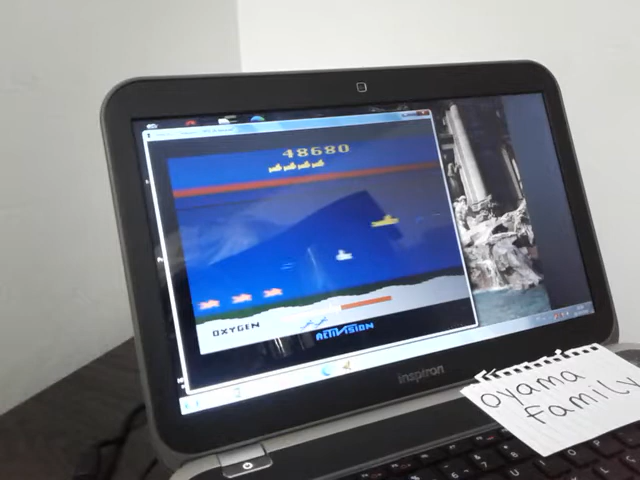 48680
OXYGEN
ACTIVISION
inspiron
oyama
family